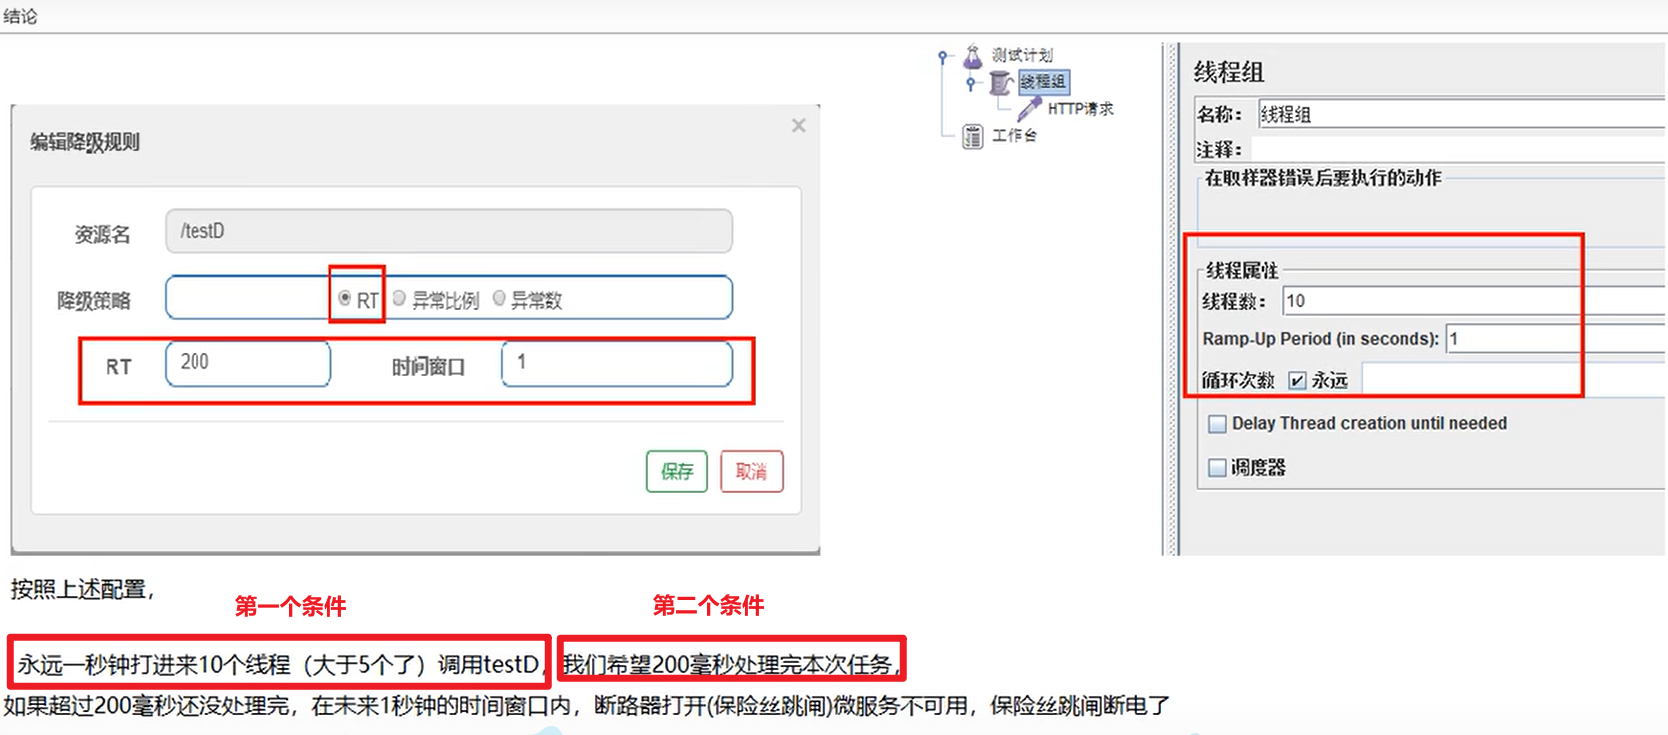 结论
编辑降级规则
×
资源名 /testD
降级策略 RT 异常比例 异常数
RT 200 时间窗口 1
保存 取消
测试计划
线程组
HTTP请求
工作台
线程组
名称： 线程组
注释：
在取样器错误后要执行的动作
线程属性
线程数： 10
Ramp-Up Period (in seconds): 1
循环次数 永远
Delay Thread creation until needed
调度器
按照上述配置，
第一个条件 第二个条件
永远一秒钟打进来10个线程（大于5个了）调用testD，我们希望200毫秒处理完本次任务，
如果超过200毫秒还没处理完，在未来1秒钟的时间窗口内，断路器打开(保险丝跳闸)微服务不可用，保险丝跳闸断电了